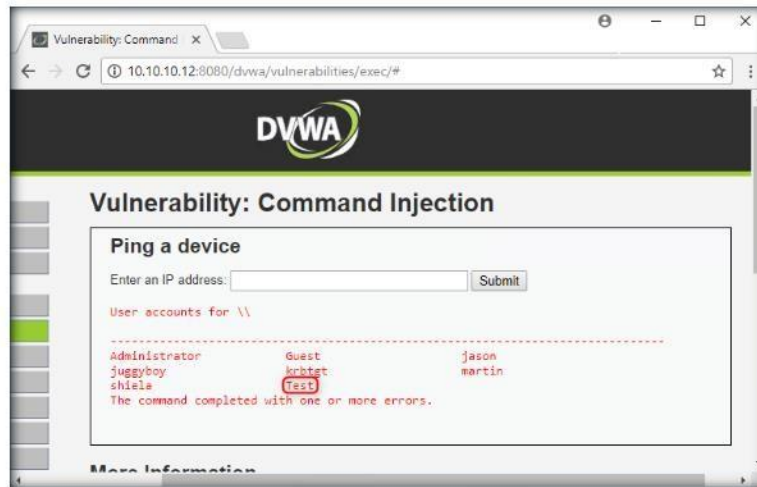 Vulnerability: Command
10.10.10.12:8080/dvwa/vulnerabilities/exec/#
DVWA
Vulnerability: Command Injection
Ping a device
Enter an IP address: Submit
User accounts for \\
-------------------------------------------------------------------------------
Administrator Guest jason
juggyboy krbtgt martin
shiela Test
The command completed with one or more errors.
More Information